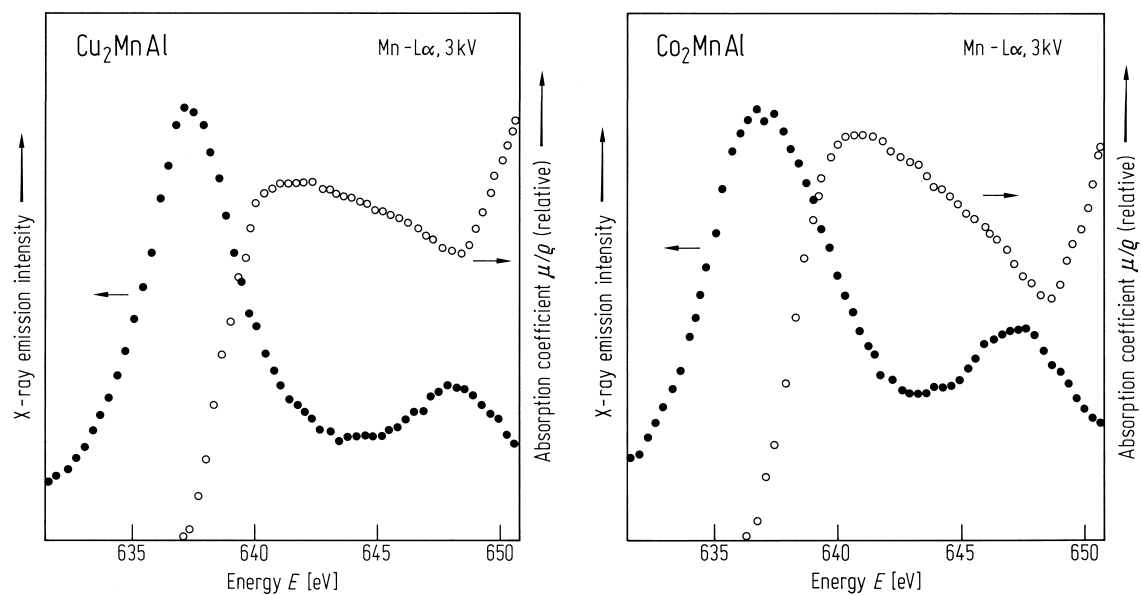 Cu₂MnAl
Mn-Lα, 3kV
X-ray emission intensity
Absorption coefficient μ/ϱ (relative)
635 640 645 650
Energy E [eV]
Co₂MnAl
Mn-Lα, 3kV
X-ray emission intensity
Absorption coefficient μ/ϱ (relative)
635 640 645 650
Energy E [eV]